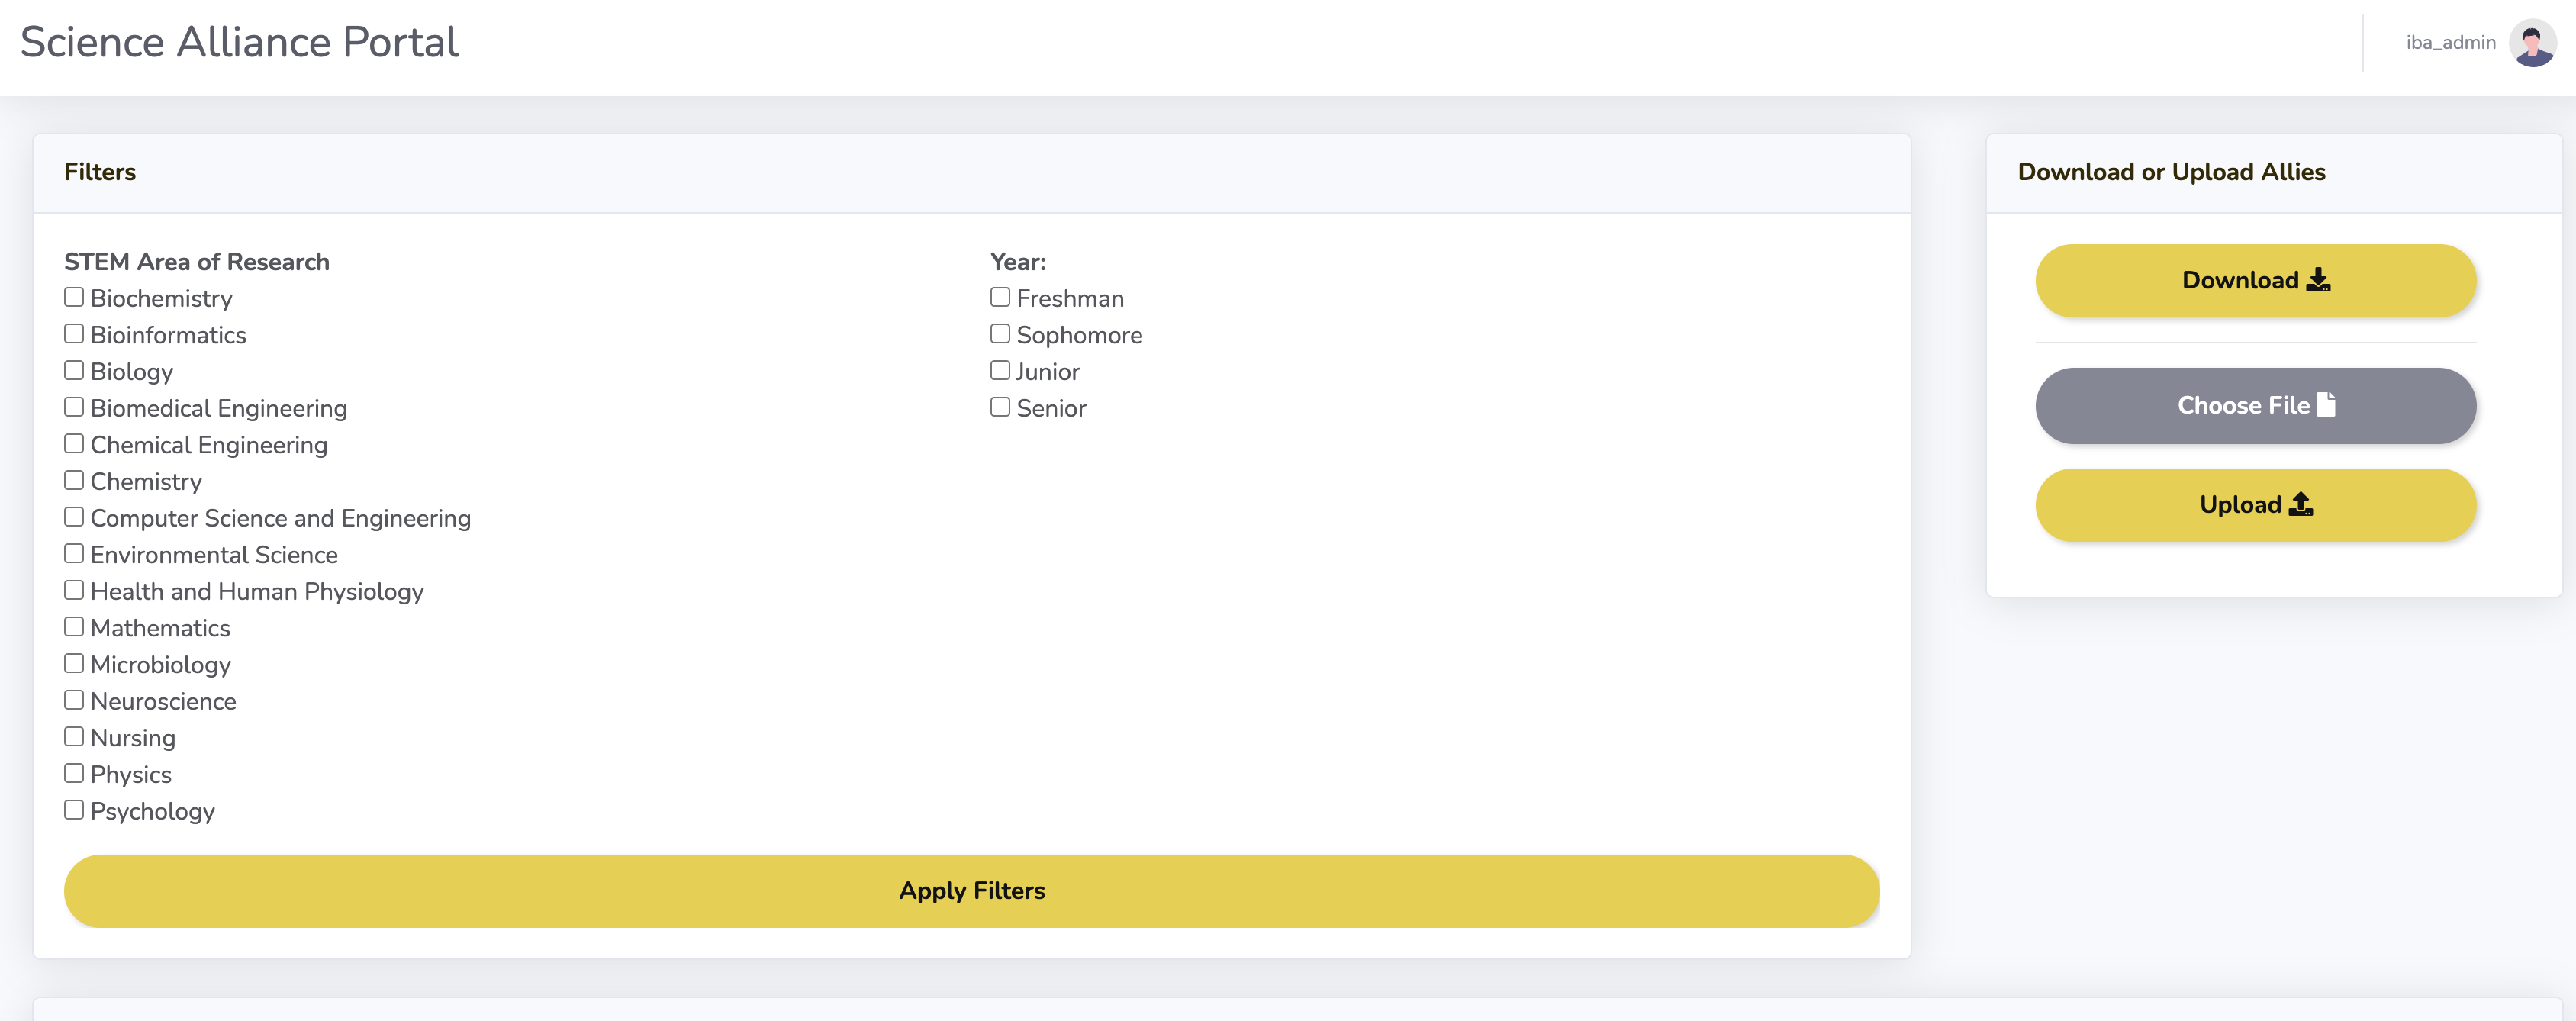 Science Alliance Portal
iba_admin
Filters
STEM Area of Research
Biochemistry
Bioinformatics
Biology
Biomedical Engineering
Chemical Engineering
Chemistry
Computer Science and Engineering
Environmental Science
Health and Human Physiology
Mathematics
Microbiology
Neuroscience
Nursing
Physics
Psychology
Year:
Freshman
Sophomore
Junior
Senior
Apply Filters
Download or Upload Allies
Download
Choose File
Upload